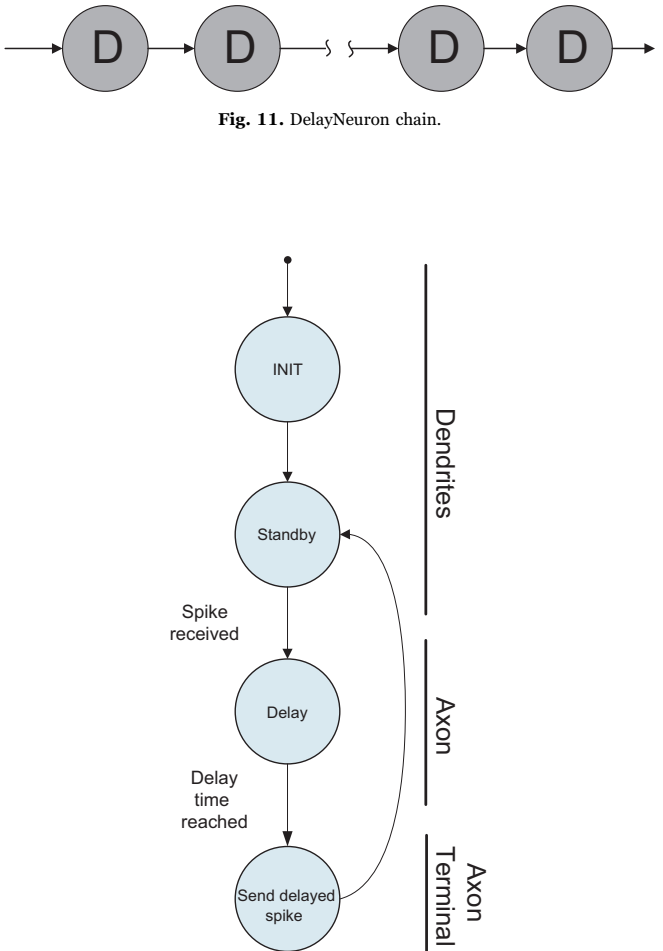 D D D D
Fig. 11. DelayNeuron chain.
INIT
Dendrites
Standby
Spike
received
Delay
Axon
Delay
time
reached
Send delayed
spike
Axon
Terminal